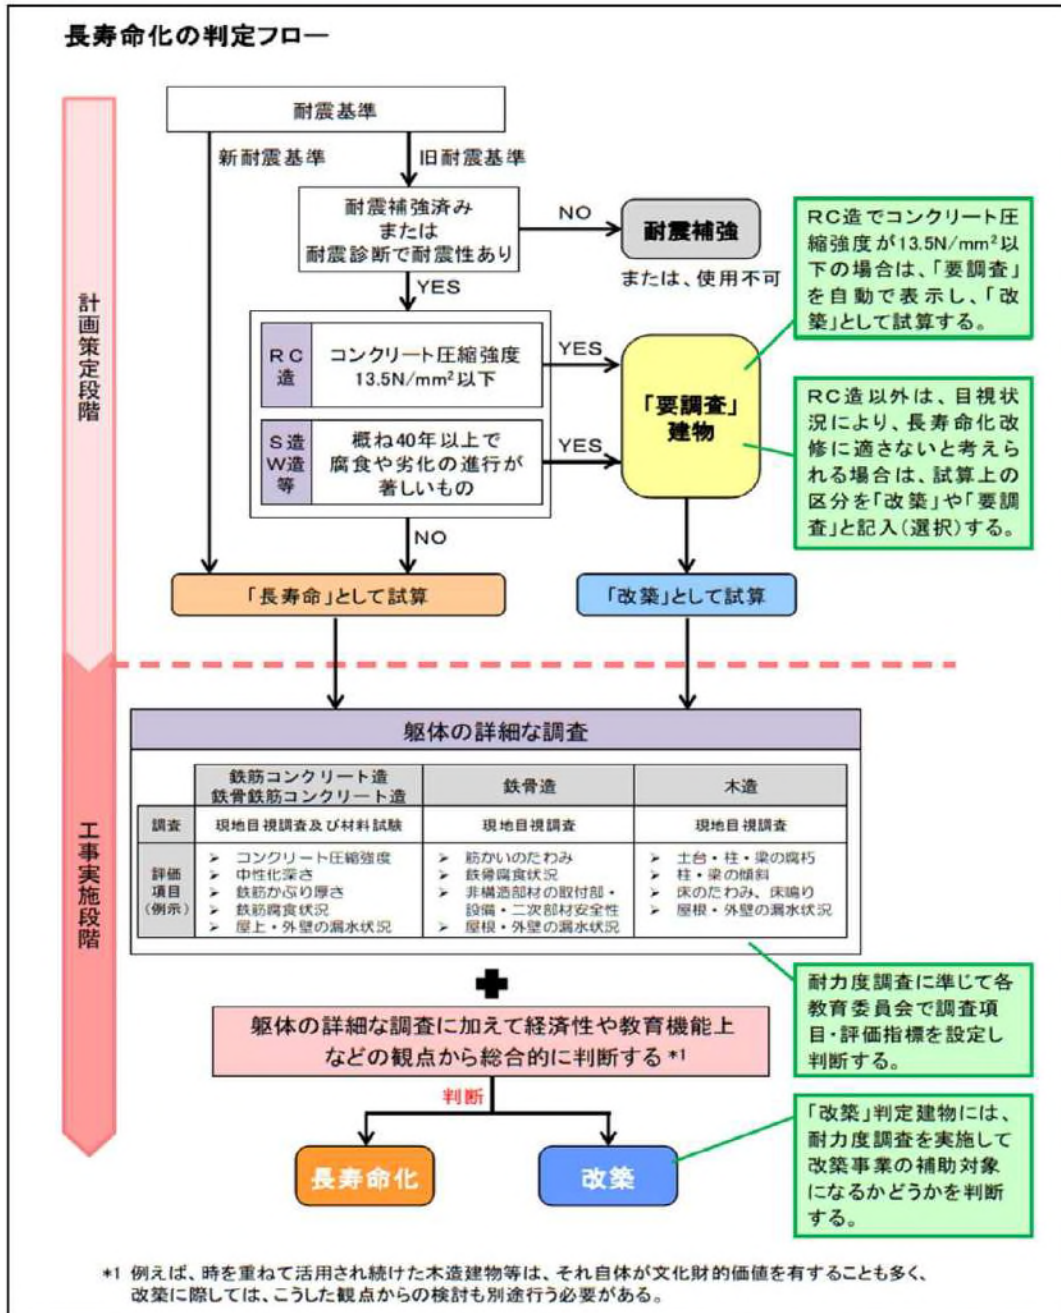 長寿命化の判定フロー
計画策定段階
耐震基準
新耐震基準
旧耐震基準
耐震補強済み
または
耐震診断で耐震性あり
NO
耐震補強
または、使用不可
YES
RC
造
コンクリート圧縮強度
13.5N/mm²以下
YES
S造
W造
等
概ね40年以上で
腐食や劣化の進行が
著しいもの
YES
「要調査」
建物
NO
RC造でコンクリート圧
縮強度が13.5N/mm²以
下の場合は、「要調査」
を自動で表示し、「改
築」として試算する。
RC造以外は、目視状
況により、長寿命化改
修に適さないと考えら
れる場合は、試算上の
区分を「改築」や「要調
査」と記入(選択)する。
「長寿命」として試算
「改築」として試算
工事実施段階
躯体の詳細な調査
鉄筋コンクリート造
鉄骨鉄筋コンクリート造
鉄骨造
木造
調査
現地目視調査及び材料試験
現地目視調査
現地目視調査
評価
項目
(例示)
➢ コンクリート圧縮強度
➢ 中性化深さ
➢ 鉄筋かぶり厚さ
➢ 鉄筋腐食状況
➢ 屋上・外壁の漏水状況
➢ 筋かいのたわみ
➢ 鉄骨腐食状況
➢ 非構造部材の取付部・
設備・二次部材安全性
➢ 屋根・外壁の漏水状況
➢ 土台・柱・梁の腐朽
➢ 柱・梁の傾斜
➢ 床のたわみ、床鳴り
➢ 屋根・外壁の漏水状況
耐力度調査に準じて各
教育委員会で調査項
目・評価指標を設定し
判断する。
躯体の詳細な調査に加えて経済性や教育機能上
などの観点から総合的に判断する*1
判断
長寿命化
改築
「改築」判定建物には、
耐力度調査を実施して
改築事業の補助対象
になるかどうかを判断
する。
*1 例えば、時を重ねて活用され続けた木造建物等は、それ自体が文化財的価値を有することも多く、
改築に際しては、こうした観点からの検討も別途行う必要がある。